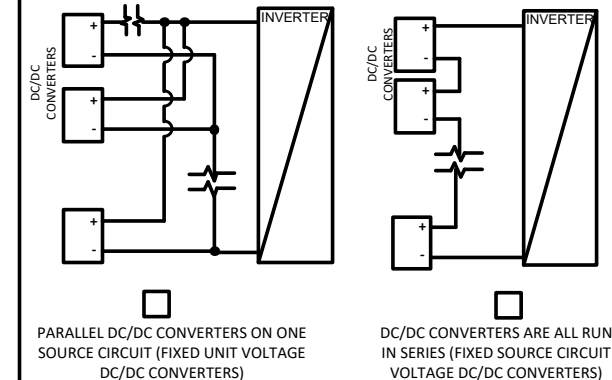 DC/DC
CONVERTERS
+
-
+
-
+
-
INVERTER
PARALLEL DC/DC CONVERTERS ON ONE
SOURCE CIRCUIT (FIXED UNIT VOLTAGE
DC/DC CONVERTERS)
DC/DC
CONVERTERS
+
-
+
-
+
-
INVERTER
DC/DC CONVERTERS ARE ALL RUN
IN SERIES (FIXED SOURCE CIRCUIT
VOLTAGE DC/DC CONVERTERS)